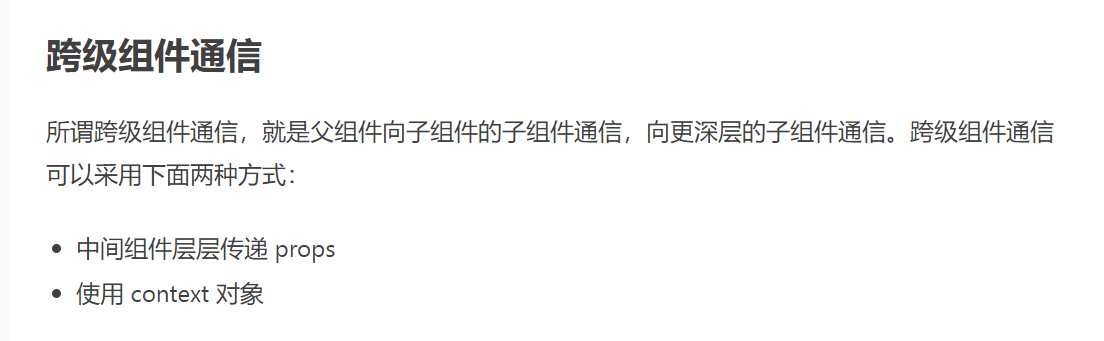 跨级组件通信
所谓跨级组件通信，就是父组件向子组件的子组件通信，向更深层的子组件通信。跨级组件通信
可以采用下面两种方式：
• 中间组件层层传递 props
• 使用 context 对象